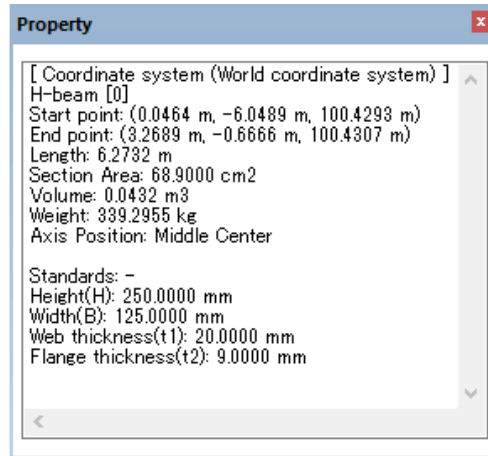 Property
[ Coordinate system (World coordinate system) ]
H-beam [0]
Start point: (0.0464 m, -6.0489 m, 100.4293 m)
End point: (3.2689 m, -0.6666 m, 100.4307 m)
Length: 6.2732 m
Section Area: 68.9000 cm2
Volume: 0.0432 m3
Weight: 339.2955 kg
Axis Position: Middle Center
Standards: -
Height(H): 250.0000 mm
Width(B): 125.0000 mm
Web thickness(t1): 20.0000 mm
Flange thickness(t2): 9.0000 mm